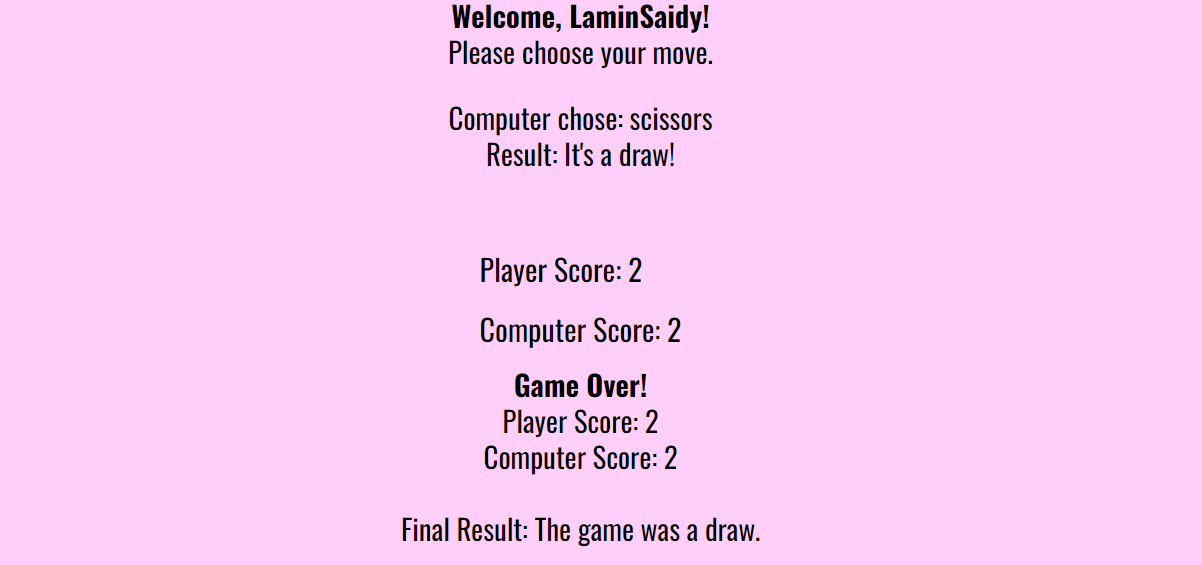 Welcome, LaminSaidy!
Please choose your move.
Computer chose: scissors
Result: It's a draw!
Player Score: 2
Computer Score: 2
Game Over!
Player Score: 2
Computer Score: 2
Final Result: The game was a draw.